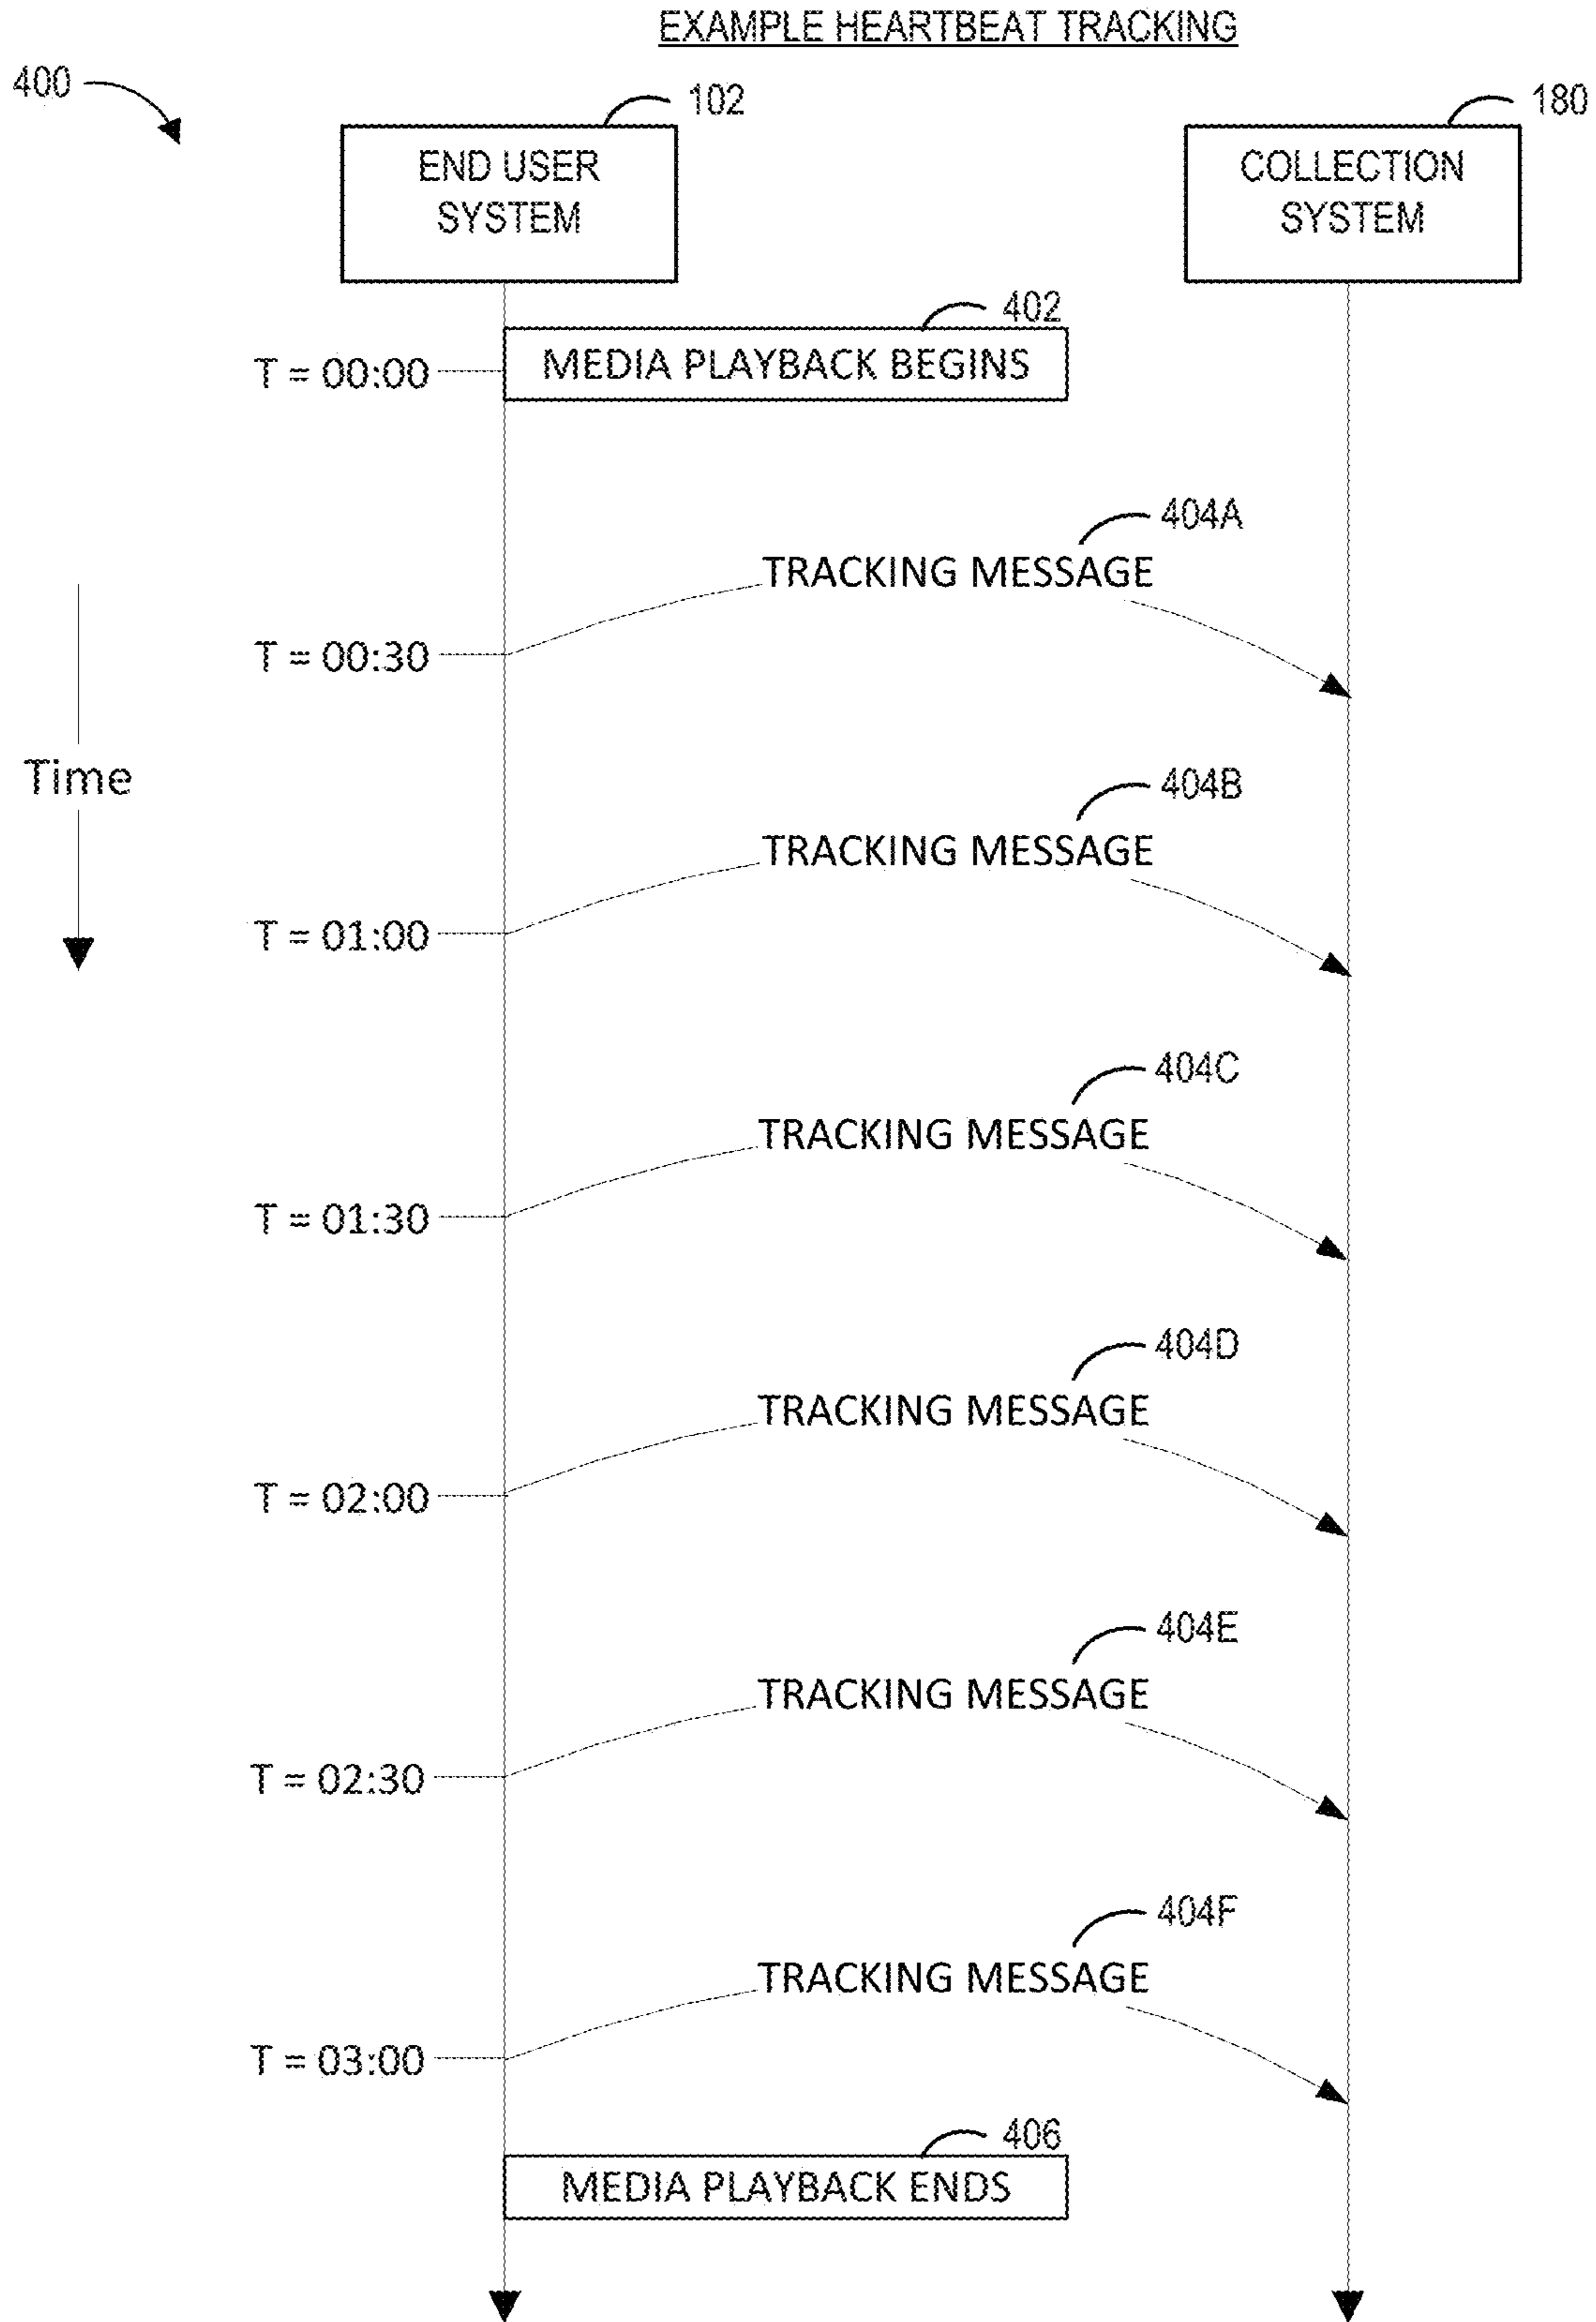 EXAMPLE HEARTBEAT TRACKING
400
102
180
END USER
SYSTEM
COLLECTION
SYSTEM
402
T = 00:00
MEDIA PLAYBACK BEGINS
404A
TRACKING MESSAGE
T = 00:30
Time
404B
TRACKING MESSAGE
T = 01:00
404C
TRACKING MESSAGE
T = 01:30
404D
TRACKING MESSAGE
T = 02:00
404E
TRACKING MESSAGE
T = 02:30
404F
TRACKING MESSAGE
T = 03:00
406
MEDIA PLAYBACK ENDS